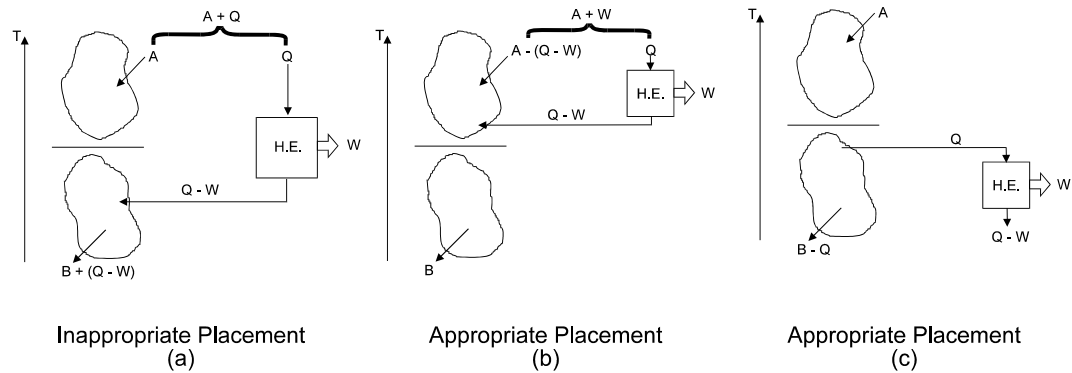 A + Q
T
A
Q
H.E.
W
Q - W
B + (Q - W)
Inappropriate Placement
(a)
A + W
T
A - (Q - W)
Q
H.E.
W
Q - W
B
Appropriate Placement
(b)
T
A
Q
H.E.
W
Q - W
B - Q
Appropriate Placement
(c)